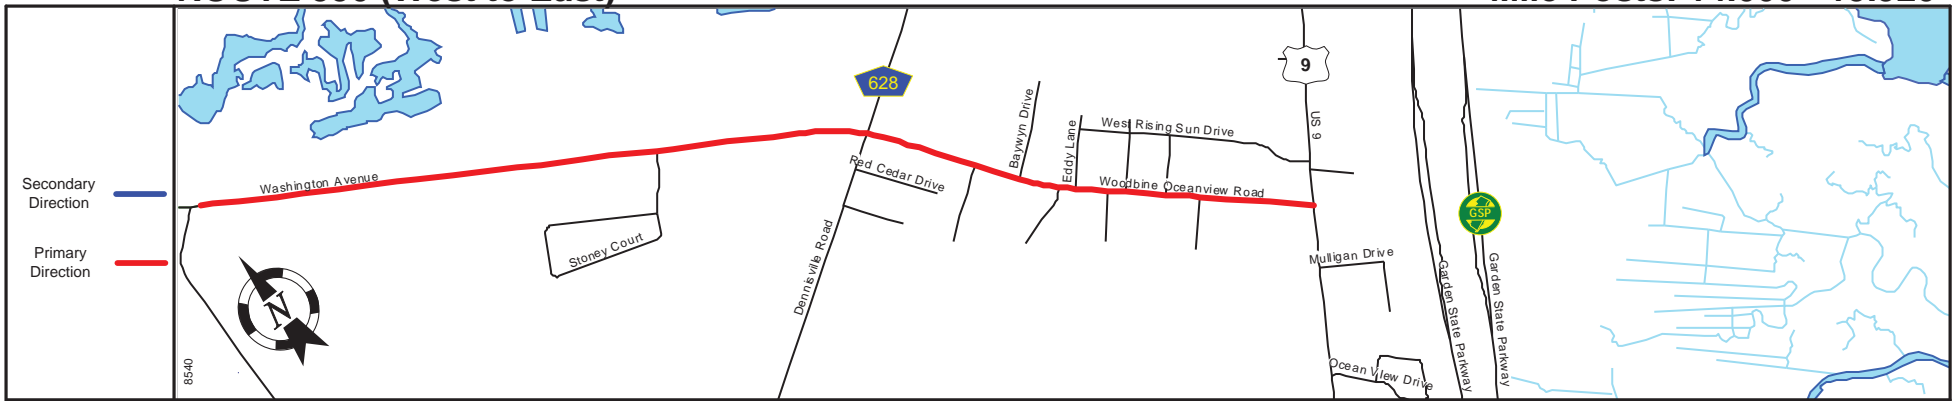 628
9
US 9
Baywyn Drive
Eddy Lane
West Rising Sun Drive
Red Cedar Drive
Washington Avenue
Woodbine Oceanview Road
Secondary
Direction
Primary
Direction
GSP
Stoney Court
Dennisville Road
Mulligan Drive
Garden State Parkway
Garden State Parkway
N
8540
Ocean View Drive